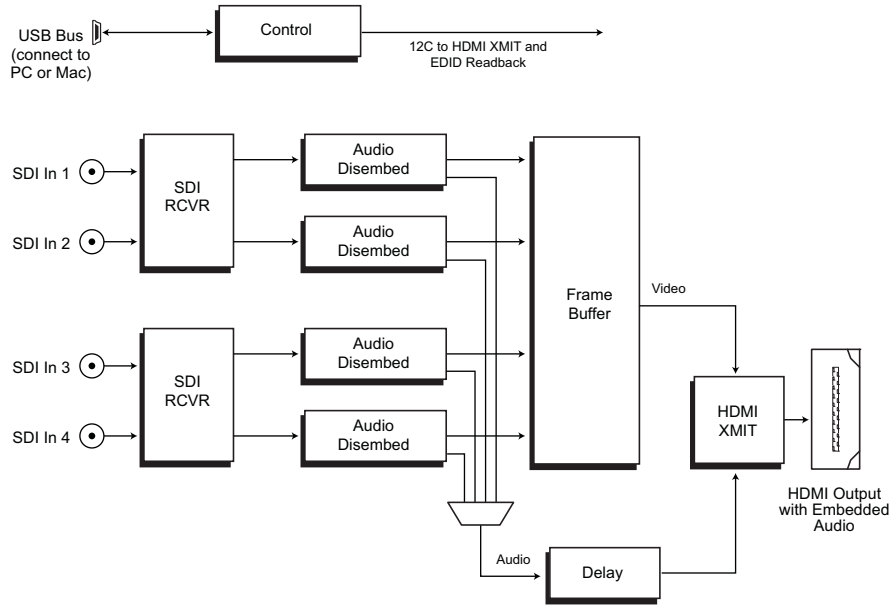 USB Bus
(connect to
PC or Mac)
Control
12C to HDMI XMIT and
EDID Readback
SDI In 1
SDI In 2
SDI
RCVR
Audio
Disembed
Audio
Disembed
SDI In 3
SDI In 4
SDI
RCVR
Audio
Disembed
Audio
Disembed
Frame
Buffer
Video
HDMI
XMIT
HDMI Output
with Embedded
Audio
Audio
Delay